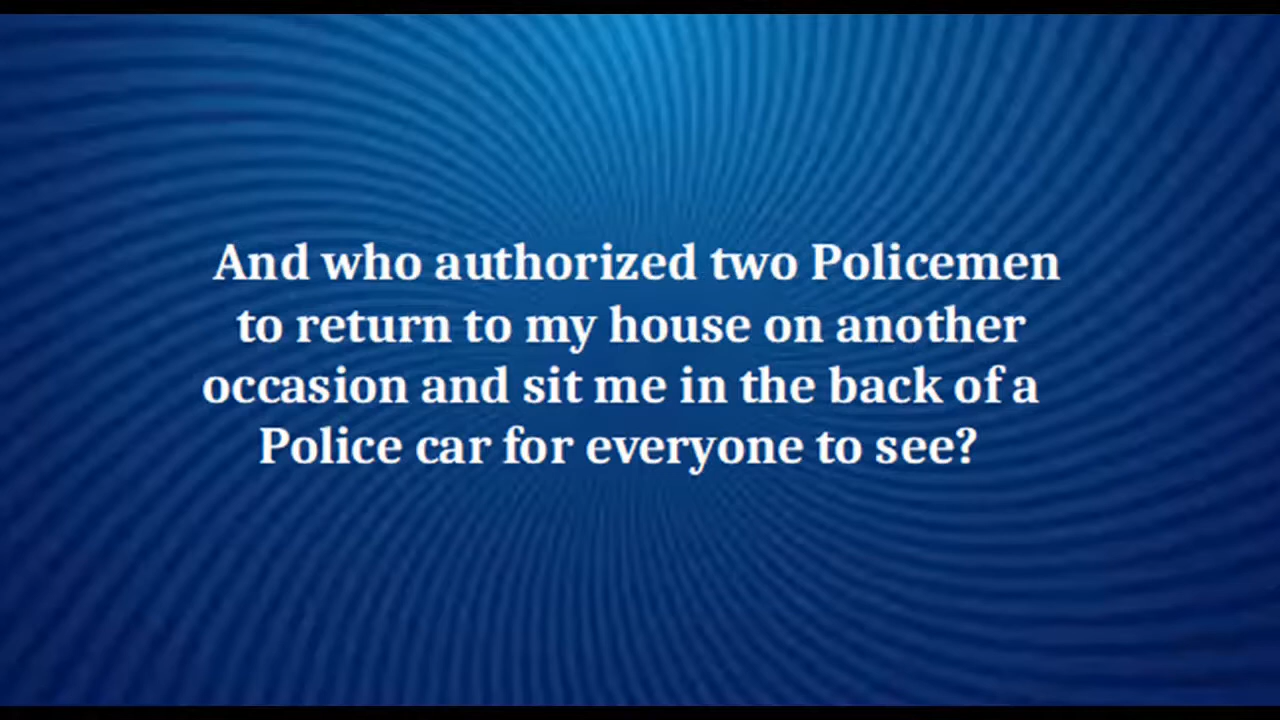 And who authorized two Policemen
to return to my house on another
occasion and sit me in the back of a
Police car for everyone to see?